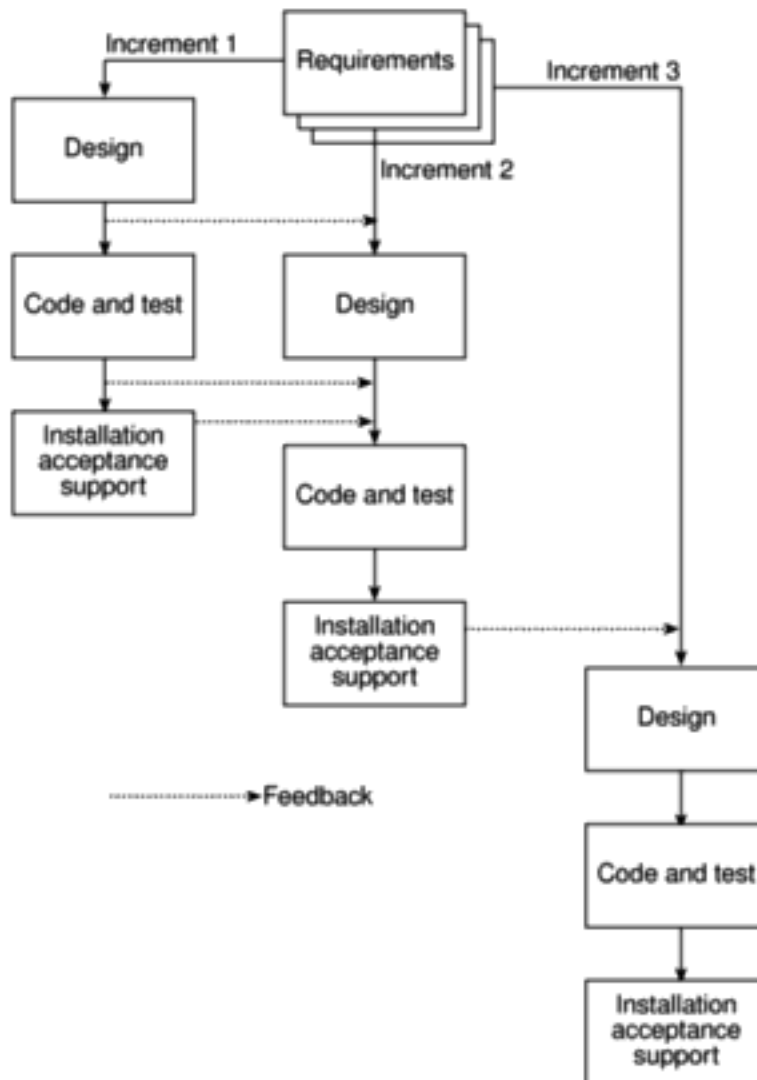 Increment 1
Requirements
Increment 3
Design
Increment 2
Code and test
Design
Installation
acceptance
support
Code and test
Installation
acceptance
support
Design
Feedback
Code and test
Installation
acceptance
support